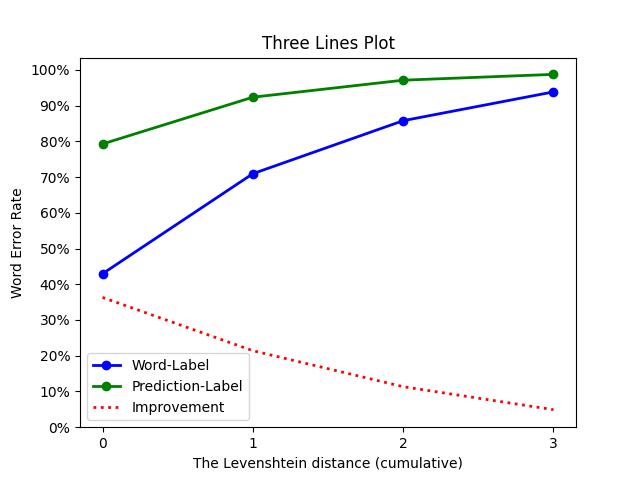 Three Lines Plot
Word Error Rate
100%
90%
80%
70%
60%
50%
40%
30%
20%
10%
0%
Word-Label
Prediction-Label
Improvement
0 1 2 3
The Levenshtein distance (cumulative)